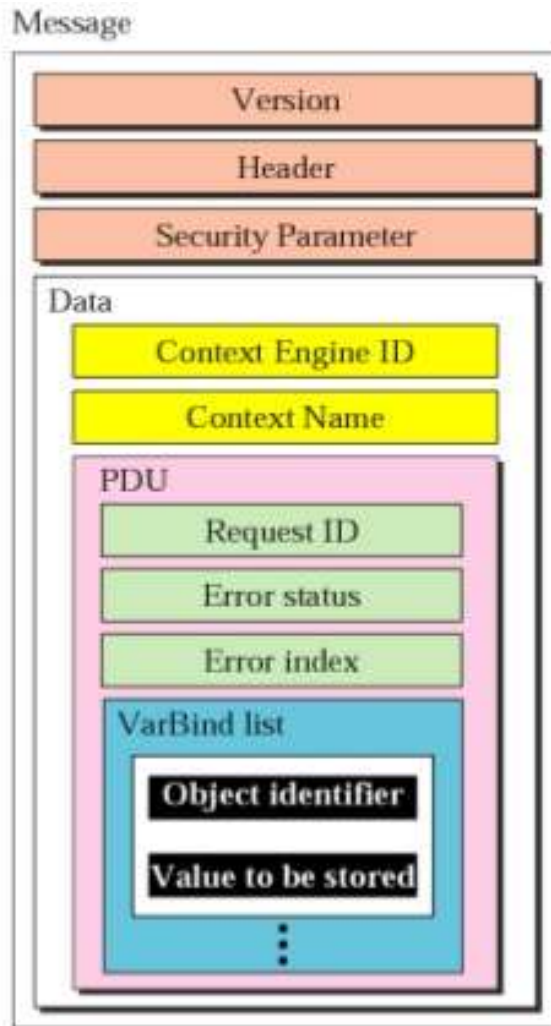 Message
Version
Header
Security Parameter
Data
Context Engine ID
Context Name
PDU
Request ID
Error status
Error index
VarBind list
Object identifier
Value to be stored